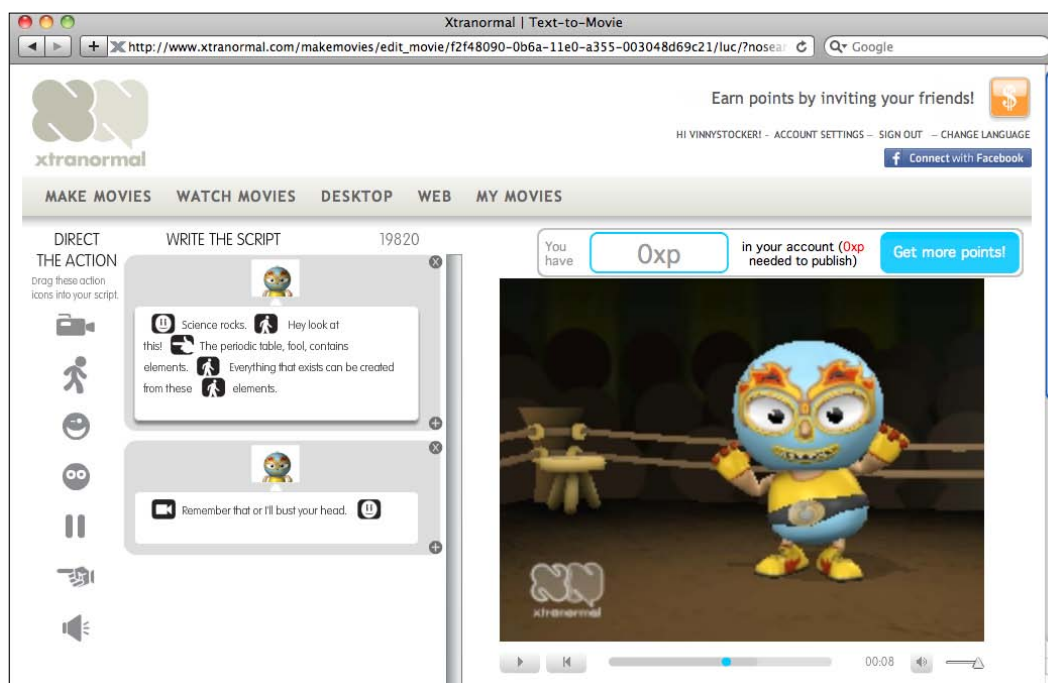 Xtranormal | Text-to-Movie
http://www.xtranormal.com/makemovies/edit_movie/f2f48090-0b6a-11e0-a355-003048d69c21/luc/?nosear
Google
xtranormal
Earn points by inviting your friends!
HI VINNYSTOCKER! - ACCOUNT SETTINGS – SIGN OUT – CHANGE LANGUAGE
f Connect with Facebook
MAKE MOVIES WATCH MOVIES DESKTOP WEB MY MOVIES
DIRECT
THE ACTION
Drag these action
icons into your script.
WRITE THE SCRIPT 19820
Science rocks. Hey look at
this! The periodic table, fool, contains
elements. Everything that exists can be created
from these elements.
Remember that or I'll bust your head.
You
have
0xp
in your account (0xp
needed to publish)
Get more points!
xtranormal
00:08